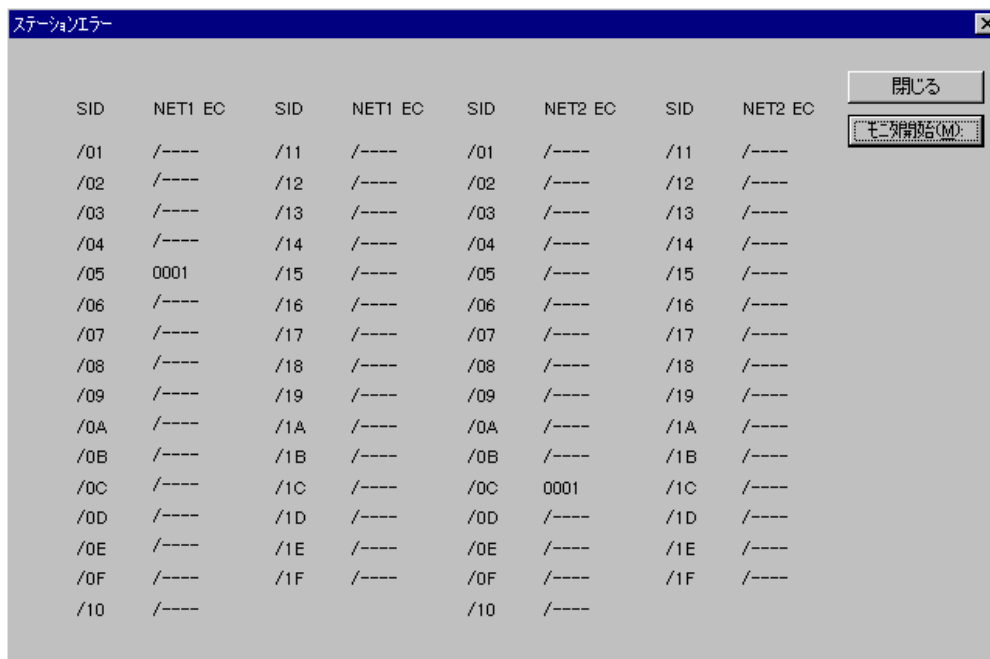 ステーションエラー
閉じる
モニタ開始(M):
SID NET1 EC SID NET1 EC SID NET2 EC SID NET2 EC
/01 /---- /11 /---- /01 /---- /11 /----
/02 /---- /12 /---- /02 /---- /12 /----
/03 /---- /13 /---- /03 /---- /13 /----
/04 /---- /14 /---- /04 /---- /14 /----
/05 0001 /15 /---- /05 /---- /15 /----
/06 /---- /16 /---- /06 /---- /16 /----
/07 /---- /17 /---- /07 /---- /17 /----
/08 /---- /18 /---- /08 /---- /18 /----
/09 /---- /19 /---- /09 /---- /19 /----
/0A /---- /1A /---- /0A /---- /1A /----
/0B /---- /1B /---- /0B /---- /1B /----
/0C /---- /1C /---- /0C 0001 /1C /----
/0D /---- /1D /---- /0D /---- /1D /----
/0E /---- /1E /---- /0E /---- /1E /----
/0F /---- /1F /---- /0F /---- /1F /----
/10 /---- /10 /----